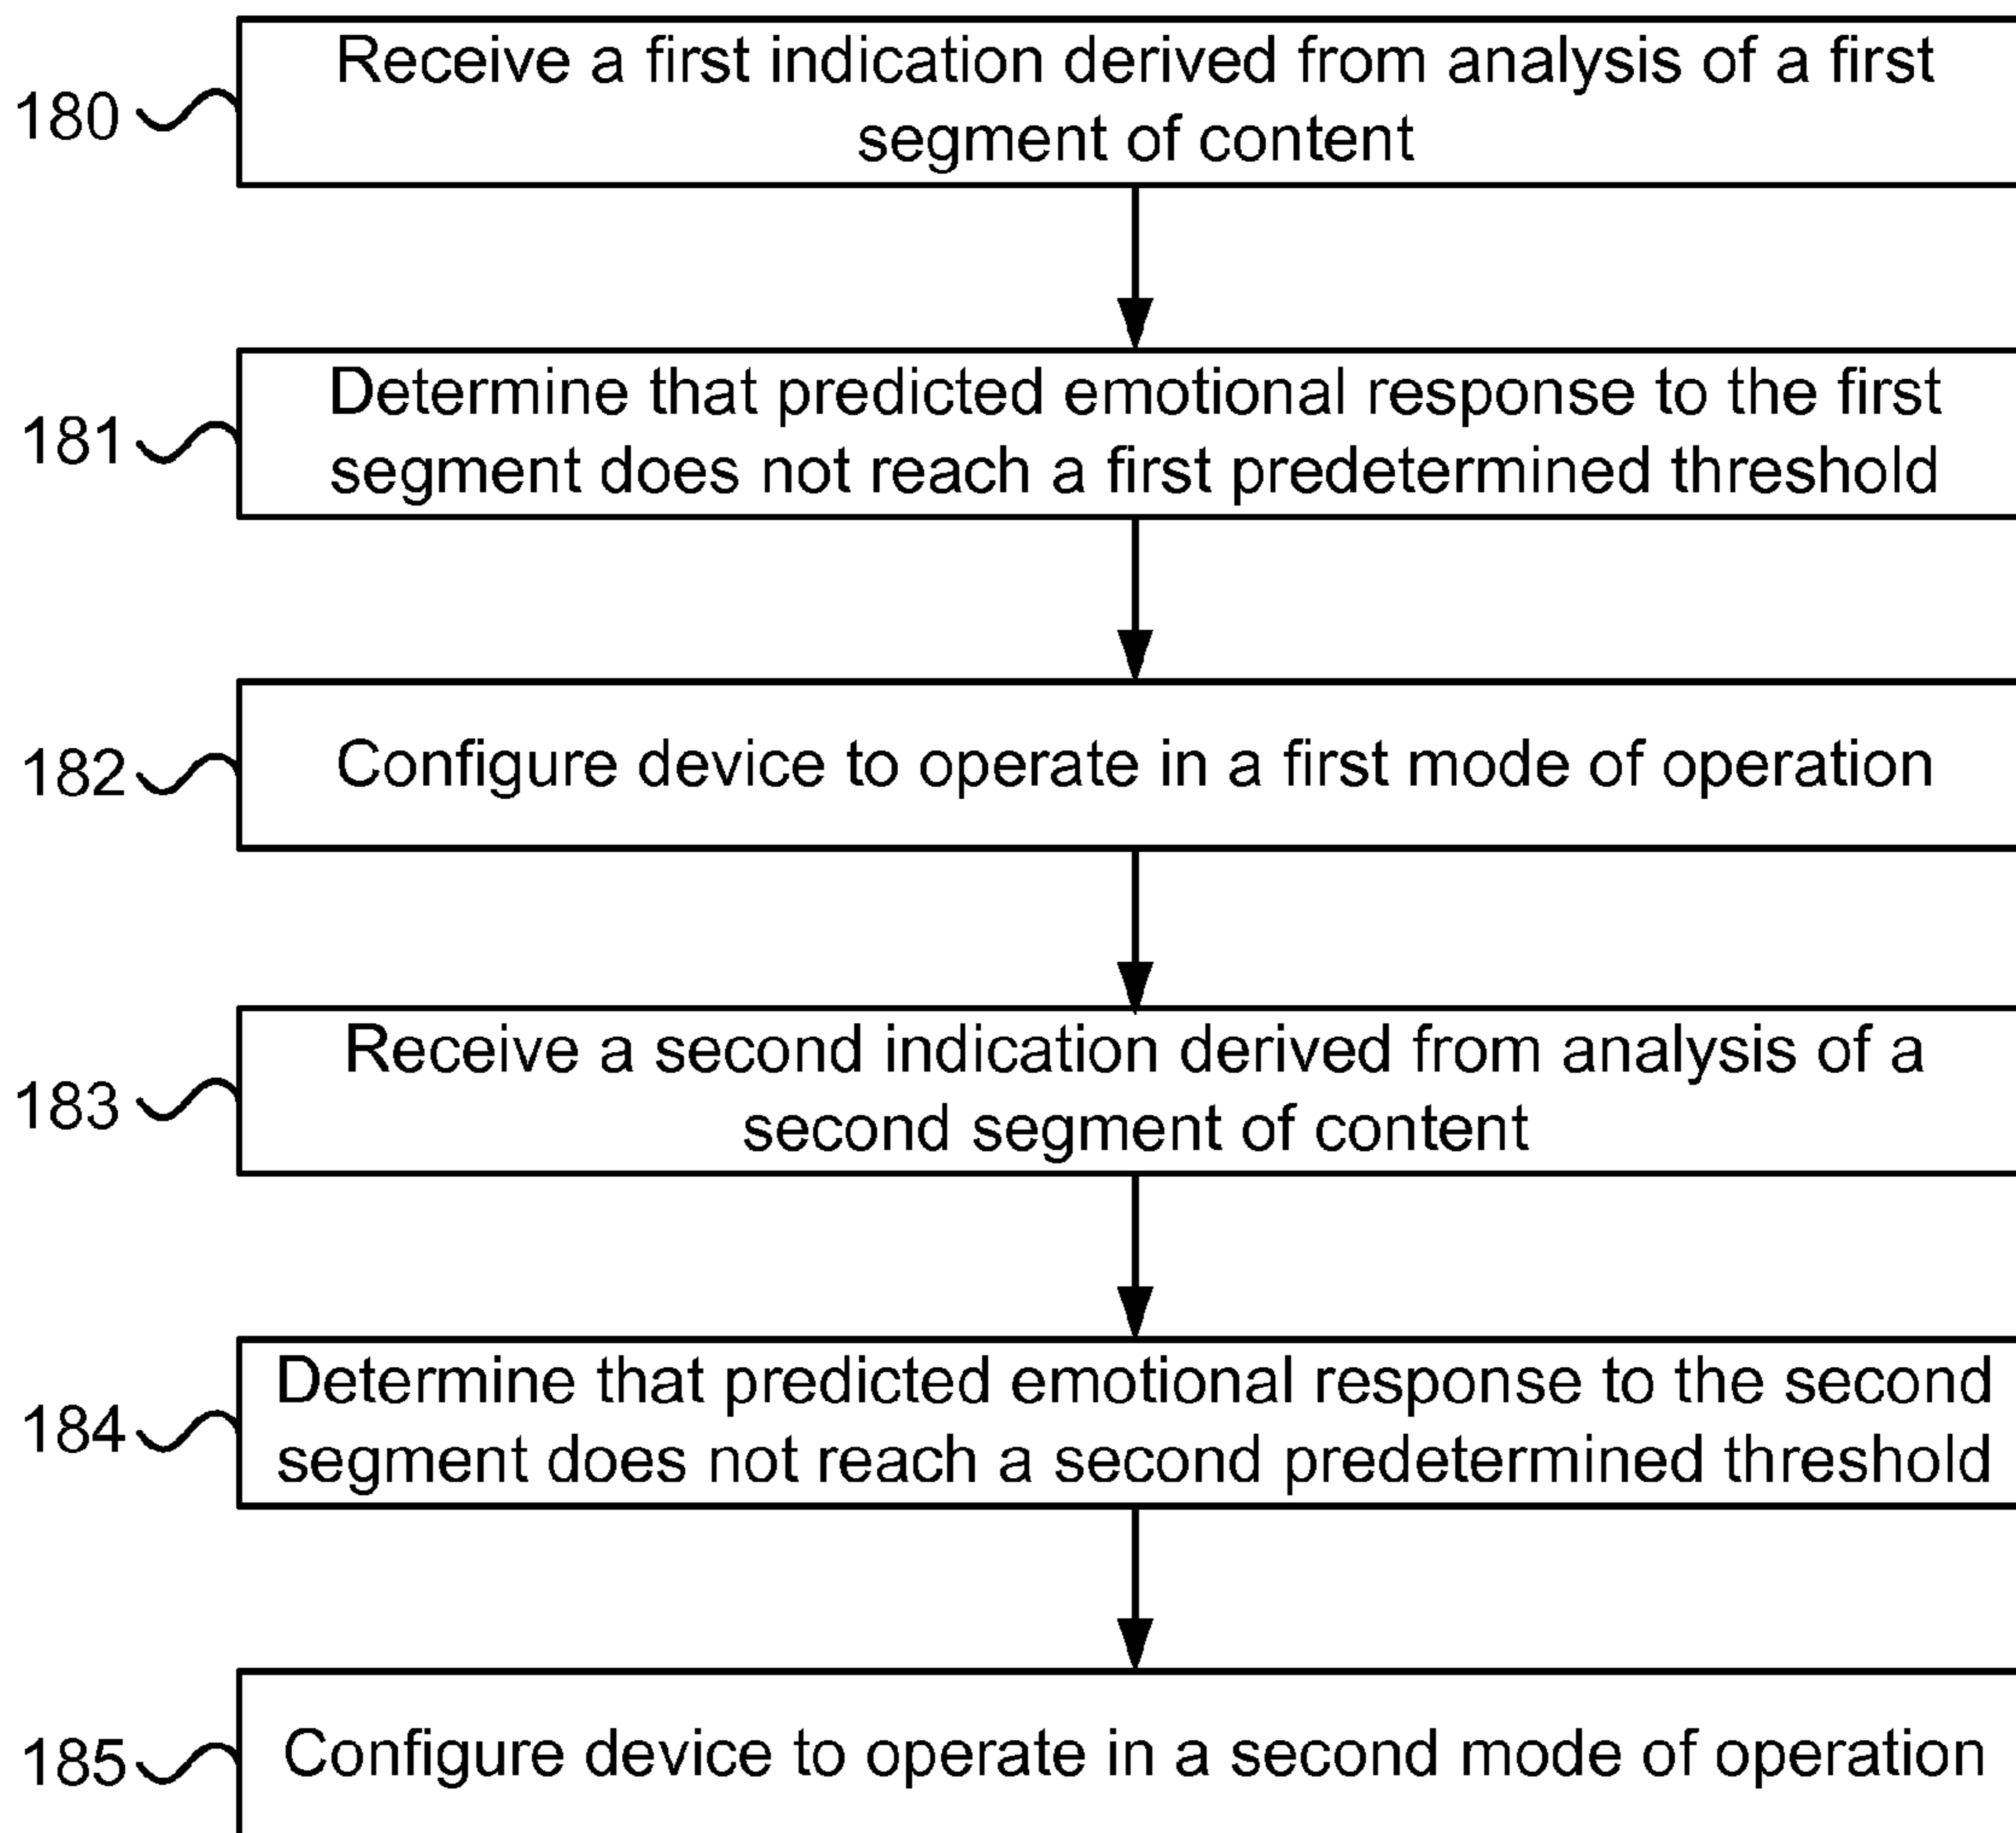 180
Receive a first indication derived from analysis of a first
segment of content
181
Determine that predicted emotional response to the first
segment does not reach a first predetermined threshold
182
Configure device to operate in a first mode of operation
183
Receive a second indication derived from analysis of a
second segment of content
184
Determine that predicted emotional response to the second
segment does not reach a second predetermined threshold
185
Configure device to operate in a second mode of operation